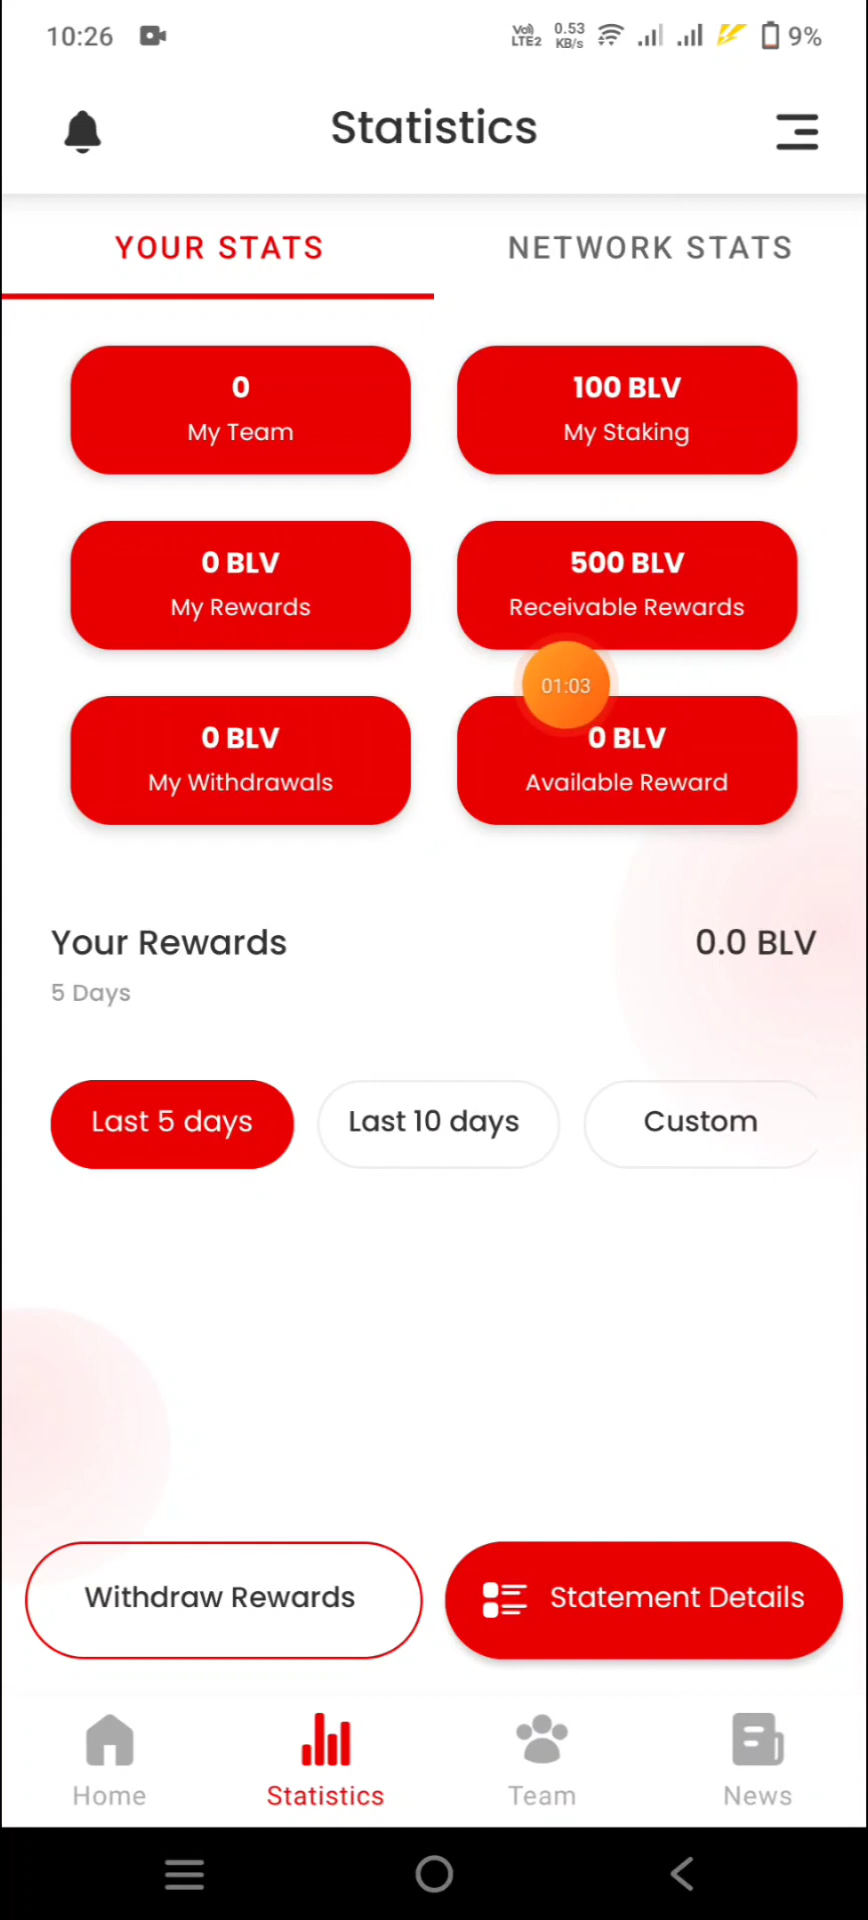 10:26
Vo) LTE2 0.53 KB/s 9%
Statistics
YOUR STATS NETWORK STATS
0 100 BLV
My Team My Staking
0 BLV 500 BLV
My Rewards Receivable Rewards
01:03
0 BLV 0 BLV
My Withdrawals Available Reward
Your Rewards 0.0 BLV
5 Days
Last 5 days Last 10 days Custom
Withdraw Rewards Statement Details
Home Statistics Team News